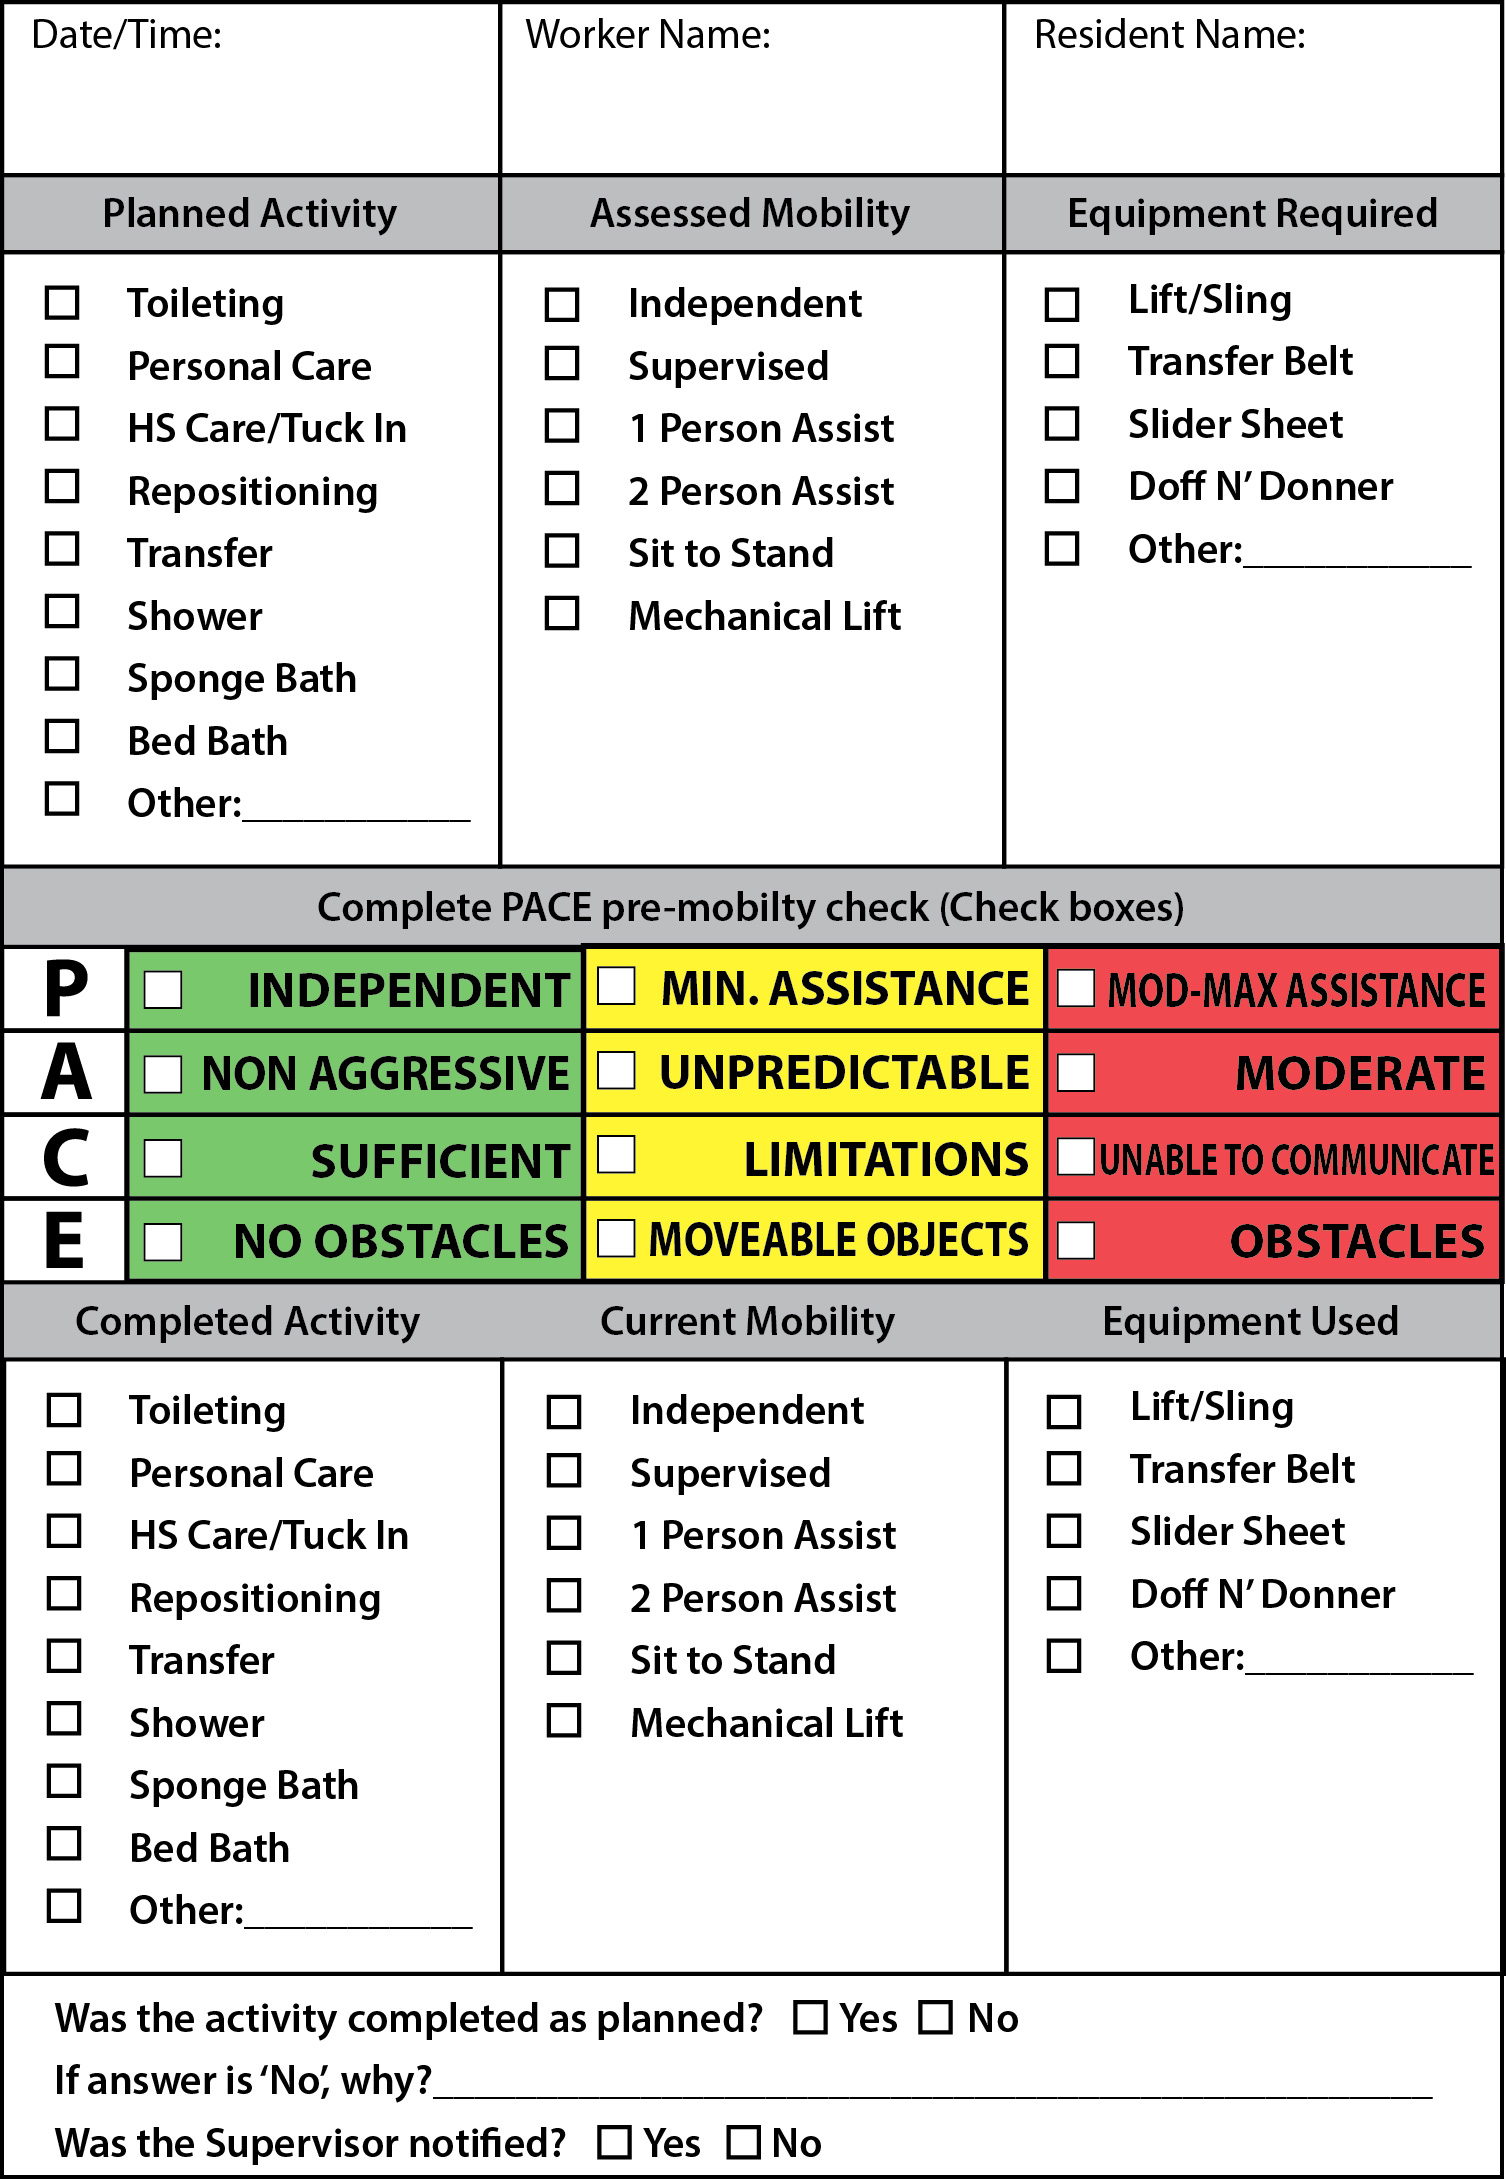 Date/Time:
Worker Name:
Resident Name:
Planned Activity
Assessed Mobility
Equipment Required
Toileting
Personal Care
HS Care/Tuck In
Repositioning
Transfer
Shower
Sponge Bath
Bed Bath
Other:___________
Independent
Supervised
1 Person Assist
2 Person Assist
Sit to Stand
Mechanical Lift
Lift/Sling
Transfer Belt
Slider Sheet
Doff N’ Donner
Other:___________
Complete PACE pre-mobilty check (Check boxes)
P INDEPENDENT MIN. ASSISTANCE MOD-MAX ASSISTANCE
A NON AGGRESSIVE UNPREDICTABLE MODERATE
C SUFFICIENT LIMITATIONS UNABLE TO COMMUNICATE
E NO OBSTACLES MOVEABLE OBJECTS OBSTACLES
Completed Activity
Current Mobility
Equipment Used
Toileting
Personal Care
HS Care/Tuck In
Repositioning
Transfer
Shower
Sponge Bath
Bed Bath
Other:___________
Independent
Supervised
1 Person Assist
2 Person Assist
Sit to Stand
Mechanical Lift
Lift/Sling
Transfer Belt
Slider Sheet
Doff N’ Donner
Other:___________
Was the activity completed as planned? Yes No
If answer is ‘No’, why?________________________________________________
Was the Supervisor notified? Yes No